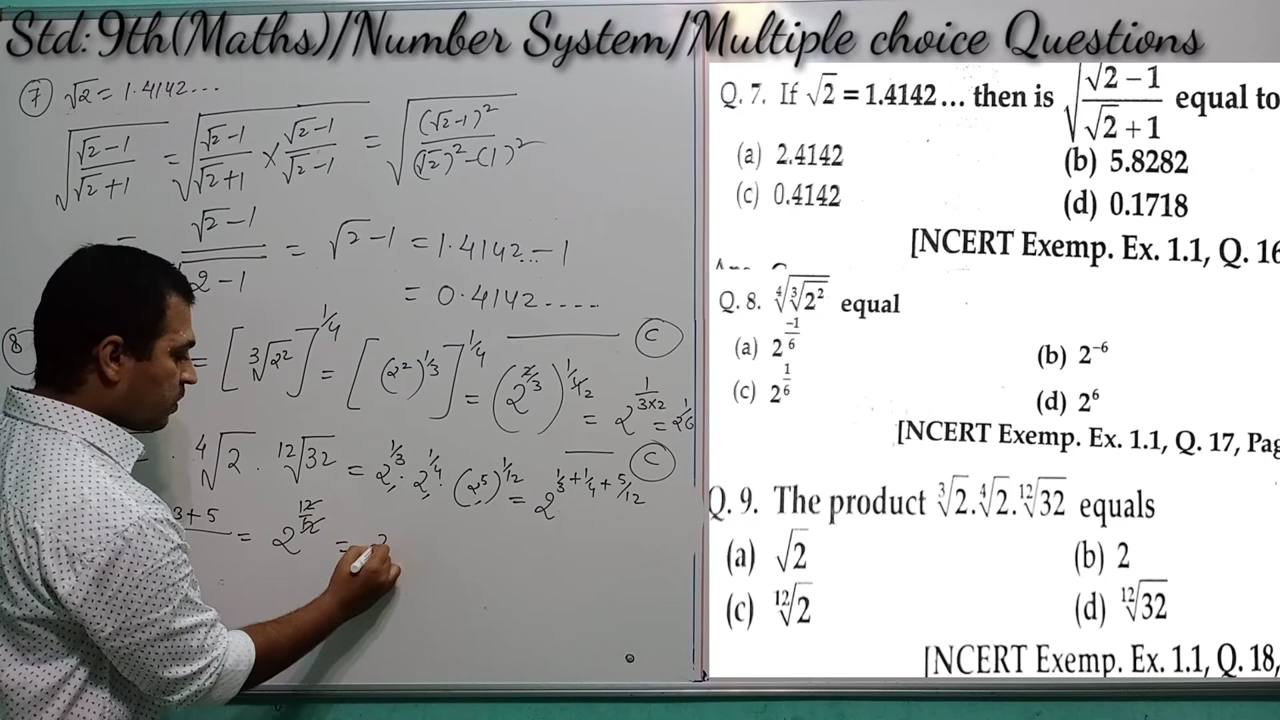 Std: 9th(Maths)/Number System/Multiple choice Questions
⑦ √2 = 1.4142...
√((√2-1)/(√2+1)) = √((√2-1)/(√2+1) × (√2-1)/(√2-1)) = √((√2-1)²/((√2)²-(1)²))
= (√2-1)/(2-1) = √2-1 = 1.4142...-1
= 0.4142.....
Ⓒ
⑧ = [∛2²]^(1/4) = [(2²)^(1/3)]^(1/4) = (2^(2/3))^(1/4) = 2^(1/(3×2)) = 2^(1/6)
Ⓒ
. ⁴√2 . ¹²√32 = 2^(1/3) . 2^(1/4) . (2⁵)^(1/12) = 2^(1/3+1/4+5/12)
3+5 = 2^(12/12) =
Q. 7. If √2 = 1.4142... then is √((√2-1)/(√2+1)) equal to
(a) 2.4142 (b) 5.8282
(c) 0.4142 (d) 0.1718
[NCERT Exemp. Ex. 1.1, Q. 16
Q. 8. ⁴√(∛(2²)) equal
(a) 2^(-1/6) (b) 2⁻⁶
(c) 2^(1/6) (d) 2⁶
[NCERT Exemp. Ex. 1.1, Q. 17, Pag
Q. 9. The product ∛2.⁴√2.¹²√32 equals
(a) √2 (b) 2
(c) ¹²√2 (d) ¹²√32
[NCERT Exemp. Ex. 1.1, Q. 18,